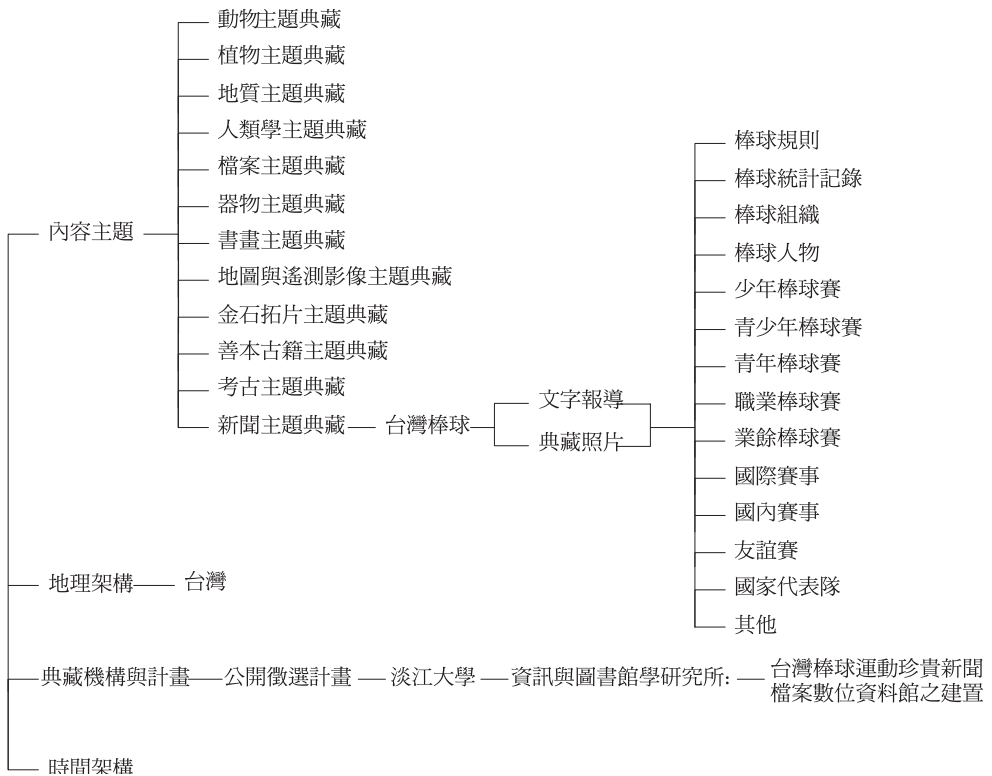 動物主題典藏
植物主題典藏
地質主題典藏
人類學主題典藏
檔案主題典藏
器物主題典藏
內容主題
書畫主題典藏
地圖與遙測影像主題典藏
金石拓片主題典藏
善本古籍主題典藏
考古主題典藏
新聞主題典藏
台灣棒球
文字報導
典藏照片
棒球規則
棒球統計記錄
棒球組織
棒球人物
少年棒球賽
青少年棒球賽
青年棒球賽
職業棒球賽
業餘棒球賽
國際賽事
國內賽事
友誼賽
國家代表隊
其他
地理架構
台灣
典藏機構與計畫
公開徵選計畫
淡江大學
資訊與圖書館學研究所:
台灣棒球運動珍貴新聞
檔案數位資料館之建置
時間架構